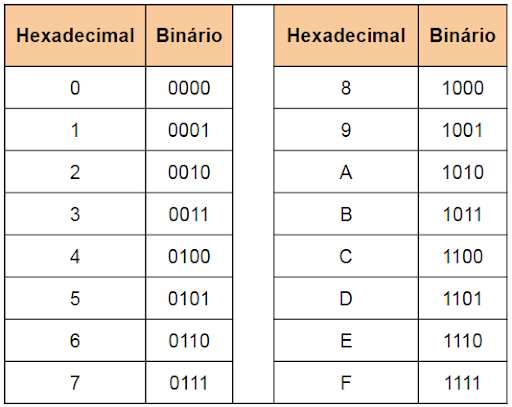 Hexadecimal Binário Hexadecimal Binário
0 0000 8 1000
1 0001 9 1001
2 0010 A 1010
3 0011 B 1011
4 0100 C 1100
5 0101 D 1101
6 0110 E 1110
7 0111 F 1111